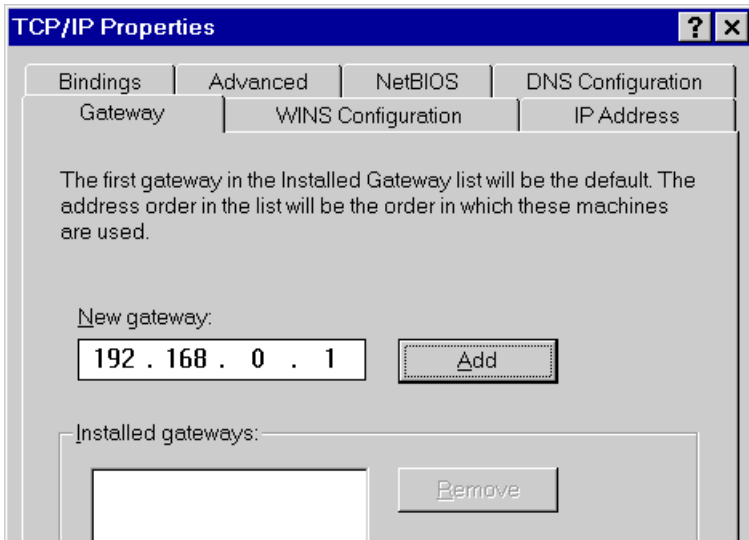 TCP/IP Properties
? ×
Bindings Advanced NetBIOS DNS Configuration
Gateway WINS Configuration IP Address
The first gateway in the Installed Gateway list will be the default. The
address order in the list will be the order in which these machines
are used.
New gateway:
192 . 168 . 0 . 1 Add
Installed gateways:
Remove